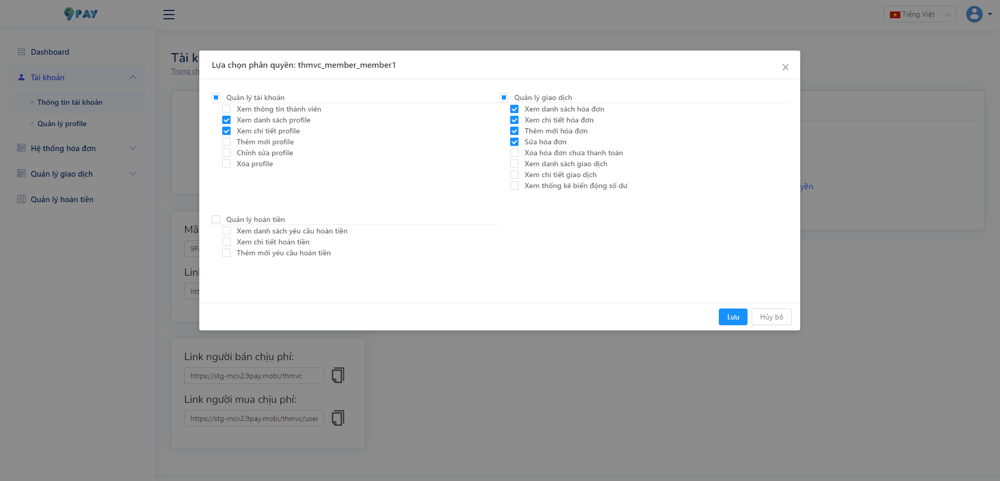 9PAY
Tiếng Việt
Dashboard
Tài khoản
Thông tin tài khoản
Quản lý profile
Hệ thống hóa đơn
Quản lý giao dịch
Quản lý hoàn tiền
Tài k
Trang ch
Lựa chọn phân quyền: thmvc_member_member1
Quản lý tài khoản
Xem thông tin thành viên
Xem danh sách profile
Xem chi tiết profile
Thêm mới profile
Chỉnh sửa profile
Xóa profile
Quản lý giao dịch
Xem danh sách hóa đơn
Xem chi tiết hóa đơn
Thêm mới hóa đơn
Sửa hóa đơn
Xóa hóa đơn chưa thanh toán
Xem danh sách giao dịch
Xem chi tiết giao dịch
Xem thống kê biến động số dư
Quản lý hoàn tiền
Xem danh sách yêu cầu hoàn tiền
Xem chi tiết hoàn tiền
Thêm mới yêu cầu hoàn tiền
Lưu
Hủy bỏ
yền
Mã
9P
Lin
htt
Link người bán chịu phí:
https://stg-mcv2.9pay.mobi/thmvc
Link người mua chịu phí:
https://stg-mcv2.9pay.mobi/thmvc/user